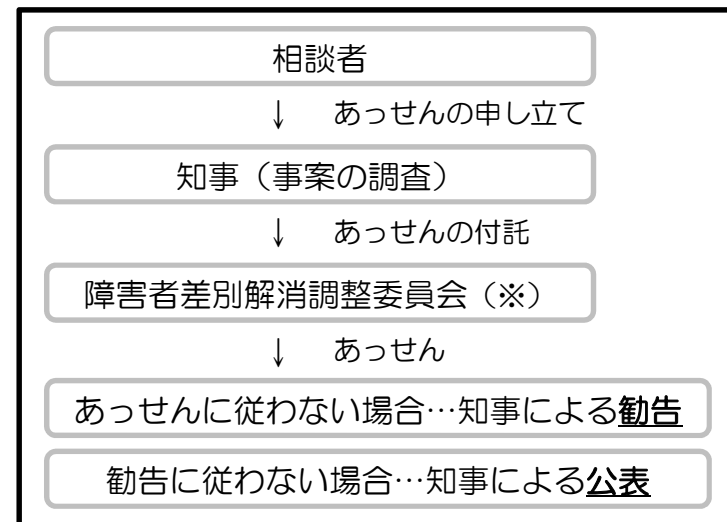 相談者
↓ あっせんの申し立て
知事（事案の調査）
↓ あっせんの付託
障害者差別解消調整委員会（※）
↓ あっせん
あっせんに従わない場合…知事による勧告
勧告に従わない場合…知事による公表